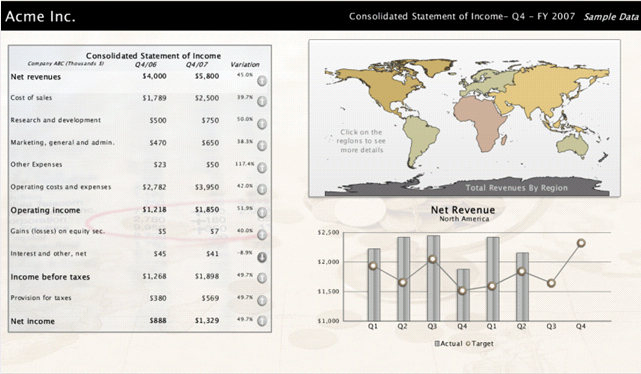 Acme Inc.
Consolidated Statement of Income- Q4 - FY 2007 Sample Data
Consolidated Statement of Income
Company ABC (Thousands $) Q4/06 Q4/07 Variation
Net revenues $4,000 $5,800 45.0%
Cost of sales $1,789 $2,500 39.7%
Research and development $500 $750 50.0%
Marketing, general and admin. $470 $650 38.3%
Other Expenses $23 $50 117.4%
Operating costs and expenses $2,782 $3,950 42.0%
Operating income $1,218 $1,850 51.9%
Gains (losses) on equity sec. $5 $7 40.0%
Interest and other, net $45 $41 -8.9%
Income before taxes $1,268 $1,898 49.7%
Provision for taxes $380 $569 49.7%
Net income $888 $1,329 49.7%
Click on the
regions to see
more details
Total Revenues By Region
Net Revenue
North America
$2,500
$2,000
$1,500
$1,000
Q1 Q2 Q3 Q4 Q1 Q2 Q3 Q4
Actual Target